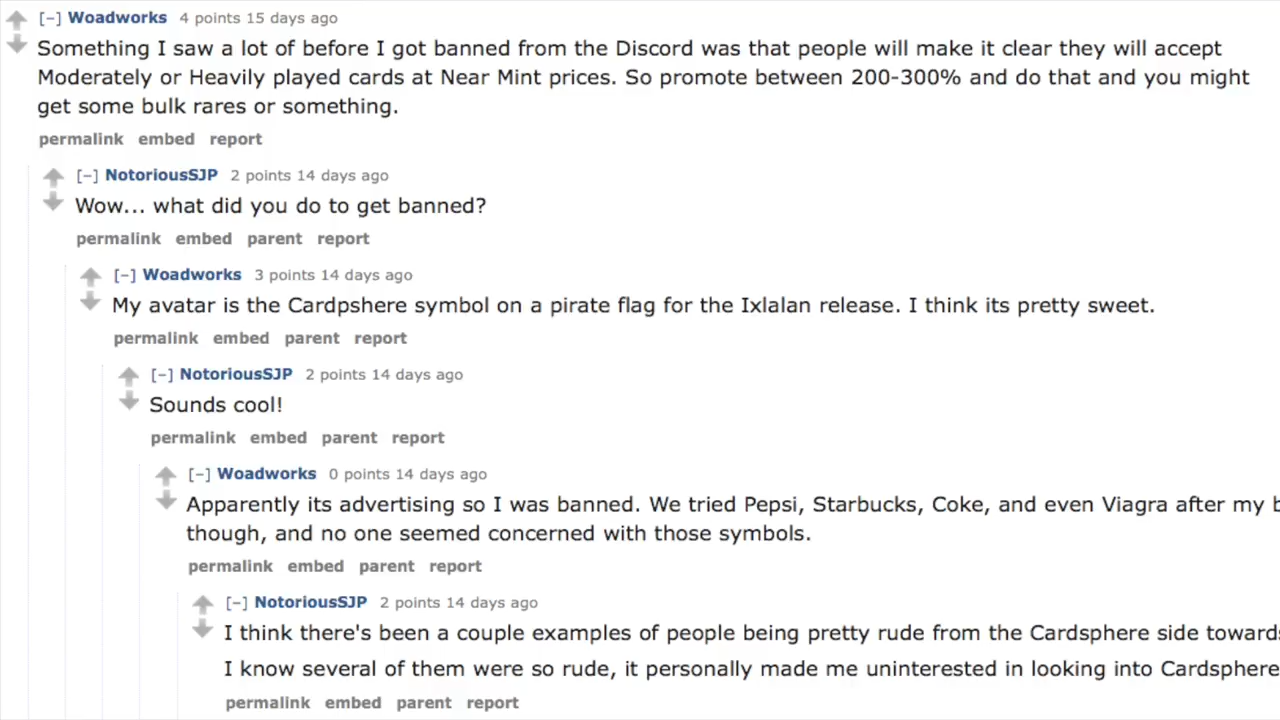 [–] Woadworks 4 points 15 days ago
Something I saw a lot of before I got banned from the Discord was that people will make it clear they will accept
Moderately or Heavily played cards at Near Mint prices. So promote between 200-300% and do that and you might
get some bulk rares or something.
permalink embed report
[–] NotoriousSJP 2 points 14 days ago
Wow... what did you do to get banned?
permalink embed parent report
[–] Woadworks 3 points 14 days ago
My avatar is the Cardpshere symbol on a pirate flag for the Ixlalan release. I think its pretty sweet.
permalink embed parent report
[–] NotoriousSJP 2 points 14 days ago
Sounds cool!
permalink embed parent report
[–] Woadworks 0 points 14 days ago
Apparently its advertising so I was banned. We tried Pepsi, Starbucks, Coke, and even Viagra after my
though, and no one seemed concerned with those symbols.
permalink embed parent report
[–] NotoriousSJP 2 points 14 days ago
I think there's been a couple examples of people being pretty rude from the Cardsphere side towards
I know several of them were so rude, it personally made me uninterested in looking into Cardsphere
permalink embed parent report